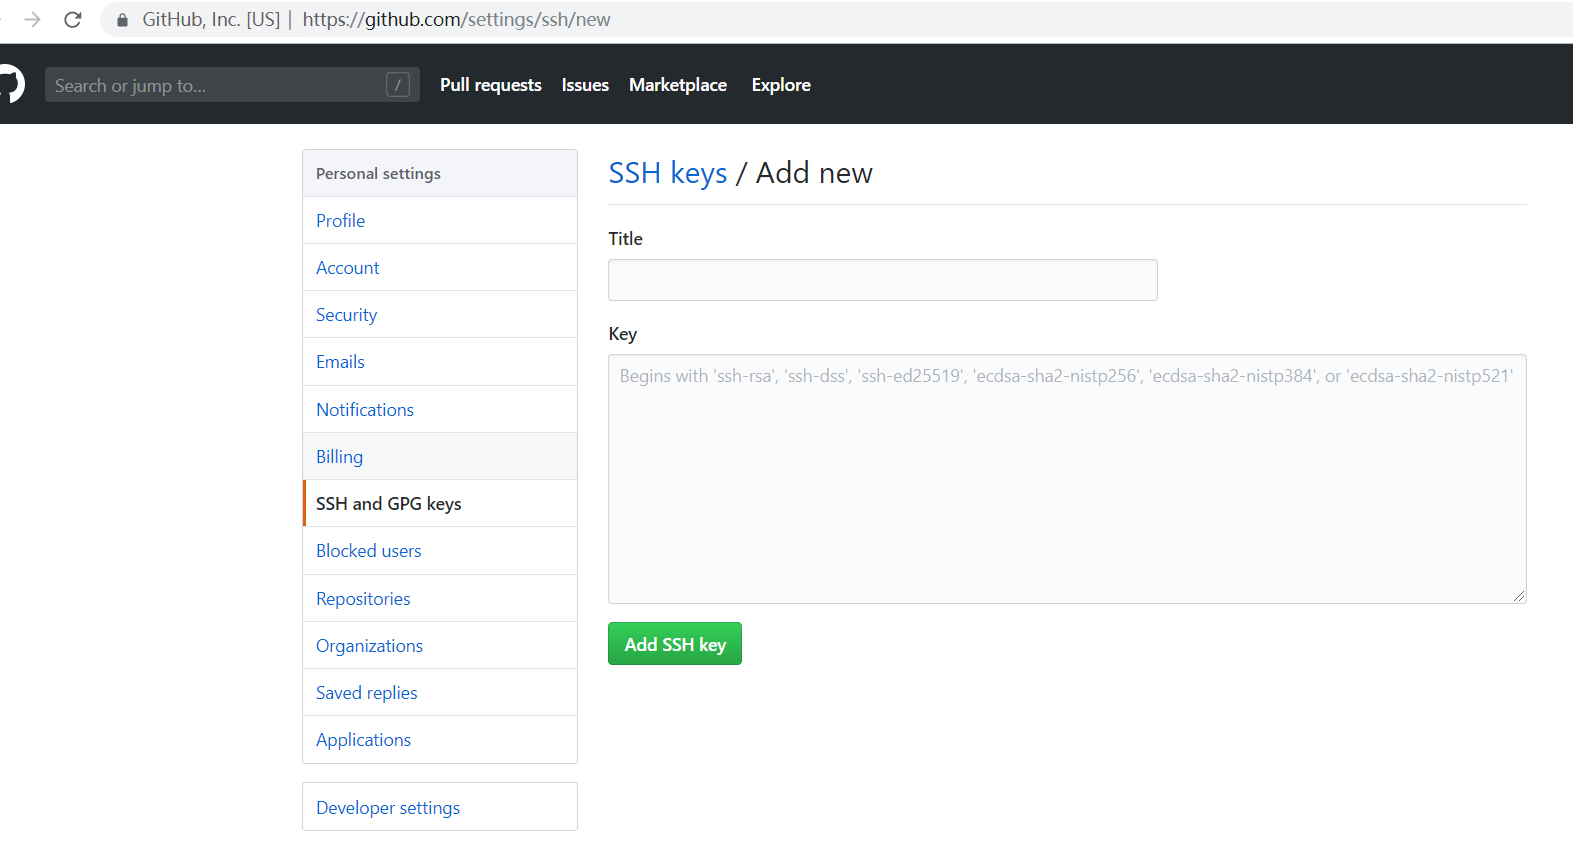 GitHub, Inc. [US] | https://github.com/settings/ssh/new
Search or jump to... /
Pull requests Issues Marketplace Explore
Personal settings
Profile
Account
Security
Emails
Notifications
Billing
SSH and GPG keys
Blocked users
Repositories
Organizations
Saved replies
Applications
Developer settings
SSH keys / Add new
Title
Key
Begins with 'ssh-rsa', 'ssh-dss', 'ssh-ed25519', 'ecdsa-sha2-nistp256', 'ecdsa-sha2-nistp384', or 'ecdsa-sha2-nistp521'
Add SSH key